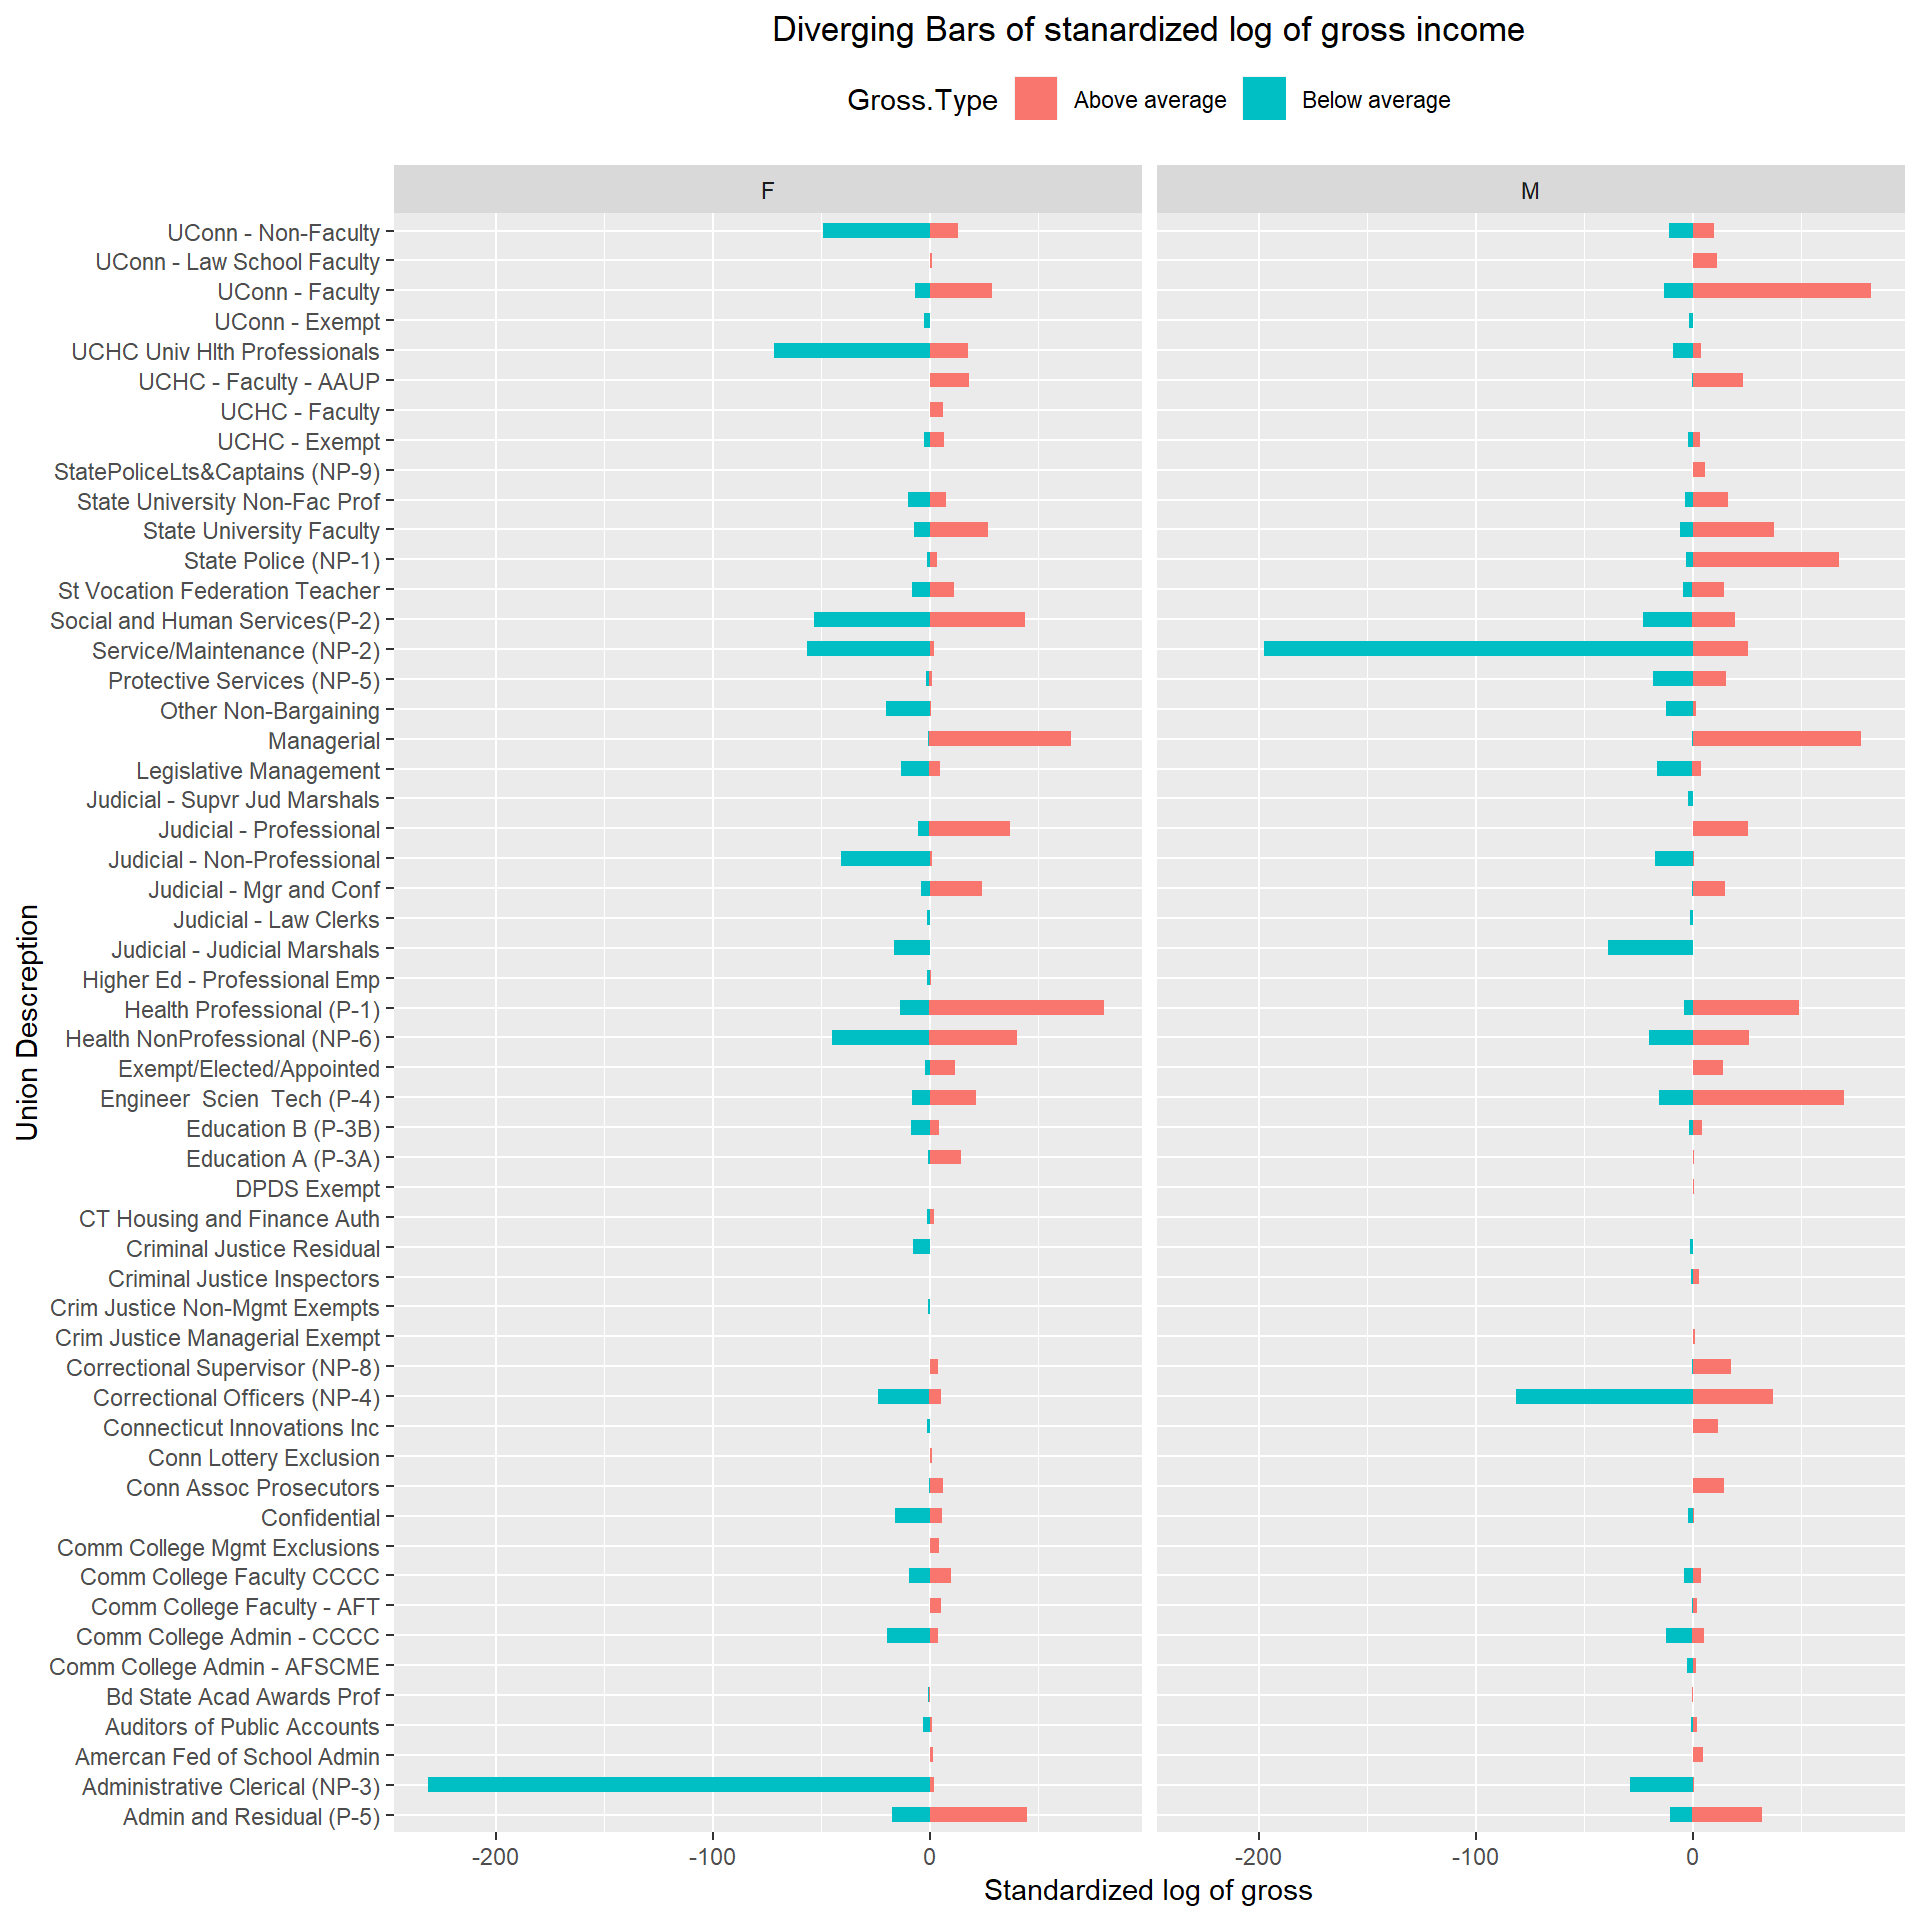 Diverging Bars of stanardized log of gross income
Gross.Type Above average Below average
F M
UConn - Non-Faculty
UConn - Law School Faculty
UConn - Faculty
UConn - Exempt
UCHC Univ Hlth Professionals
UCHC - Faculty - AAUP
UCHC - Faculty
UCHC - Exempt
StatePoliceLts&Captains (NP-9)
State University Non-Fac Prof
State University Faculty
State Police (NP-1)
St Vocation Federation Teacher
Social and Human Services(P-2)
Service/Maintenance (NP-2)
Protective Services (NP-5)
Other Non-Bargaining
Managerial
Legislative Management
Judicial - Supvr Jud Marshals
Judicial - Professional
Judicial - Non-Professional
Judicial - Mgr and Conf
Judicial - Law Clerks
Judicial - Judicial Marshals
Higher Ed - Professional Emp
Health Professional (P-1)
Health NonProfessional (NP-6)
Exempt/Elected/Appointed
Engineer  Scien  Tech (P-4)
Education B (P-3B)
Education A (P-3A)
DPDS Exempt
CT Housing and Finance Auth
Criminal Justice Residual
Criminal Justice Inspectors
Crim Justice Non-Mgmt Exempts
Crim Justice Managerial Exempt
Correctional Supervisor (NP-8)
Correctional Officers (NP-4)
Connecticut Innovations Inc
Conn Lottery Exclusion
Conn Assoc Prosecutors
Confidential
Comm College Mgmt Exclusions
Comm College Faculty CCCC
Comm College Faculty - AFT
Comm College Admin - CCCC
Comm College Admin - AFSCME
Bd State Acad Awards Prof
Auditors of Public Accounts
Amercan Fed of School Admin
Administrative Clerical (NP-3)
Admin and Residual (P-5)
Union Descreption
-200 -100 0 -200 -100 0
Standardized log of gross